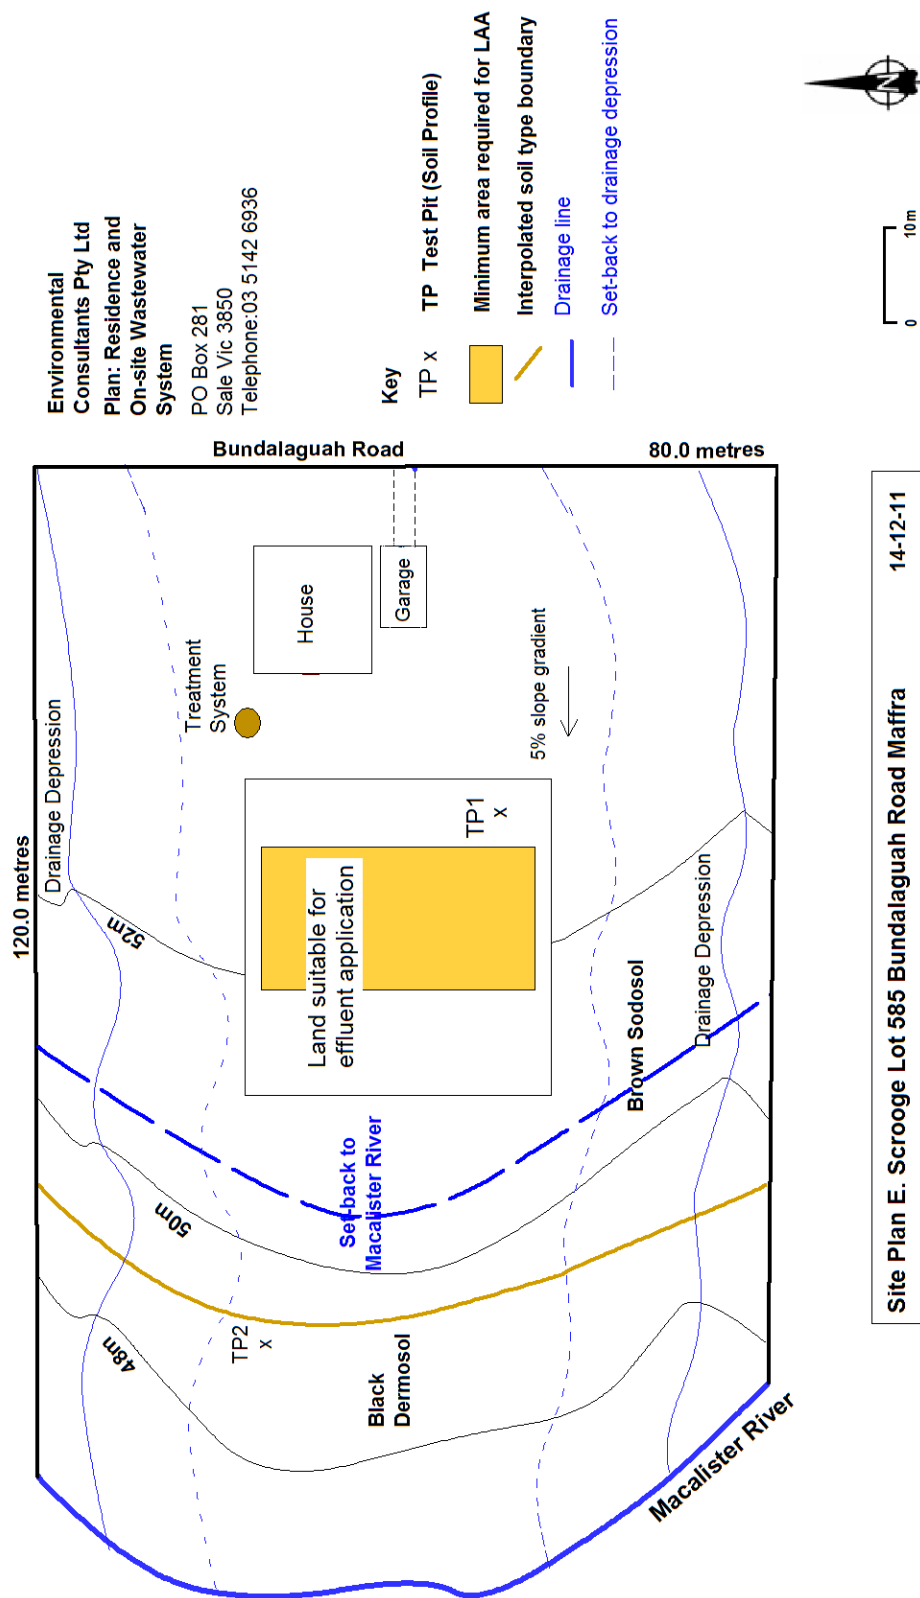 Environmental
Consultants Pty Ltd
Plan: Residence and
On-site Wastewater
System
PO Box 281
Sale Vic 3850
Telephone:03 5142 6936
Key
TP x TP Test Pit (Soil Profile)
Minimum area required for LAA
Interpolated soil type boundary
Drainage line
Set-back to drainage depression
N
0 10m
Bundalaguah Road
80.0 metres
120.0 metres
Drainage Depression
Treatment
System
House
Garage
5% slope gradient
TP1
x
Land suitable for
effluent application
52m
Drainage Depression
Brown Sodosol
Set-back to
Macalister River
50m
TP2
x
48m
Black
Dermosol
Macalister River
Site Plan E. Scrooge Lot 585 Bundalaguah Road Maffra 14-12-11